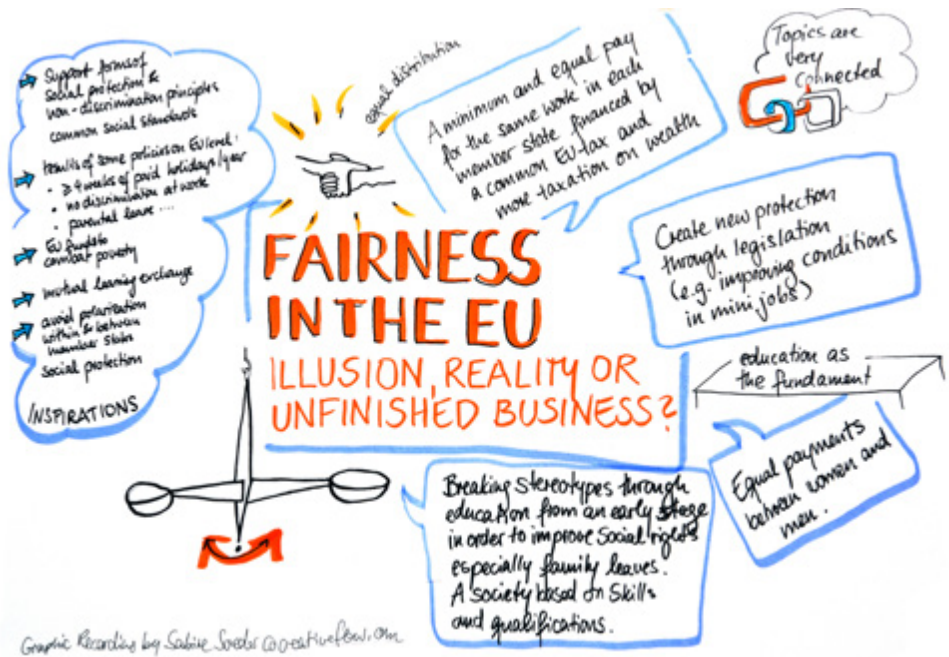 Support forms of
social protection &
non-discrimination principles
common social standards
results of some policies on EU level:
• ≥ 4 weeks of paid holidays/year
• no discrimination at work
• parental leave ...
EU funds to
combat poverty
mutual learning exchange
avoid polarization
within & between
member states
social protection
INSPIRATIONS
equal distribution
A minimum and equal pay
for the same work in each
member state financed by
a common EU-tax and
more taxation on wealth
Topics are
very
connected
FAIRNESS
IN THE EU
ILLUSION, REALITY OR
UNFINISHED BUSINESS?
Create new protection
through legislation
(e.g. improving conditions
in mini jobs)
education as
the fundament
Equal payments
between women and
men.
Breaking stereotypes through
education from an early stage
in order to improve Social rights
especially family leaves.
A society based on Skills
and qualifications.
Graphic Recording by Sabine Soeder